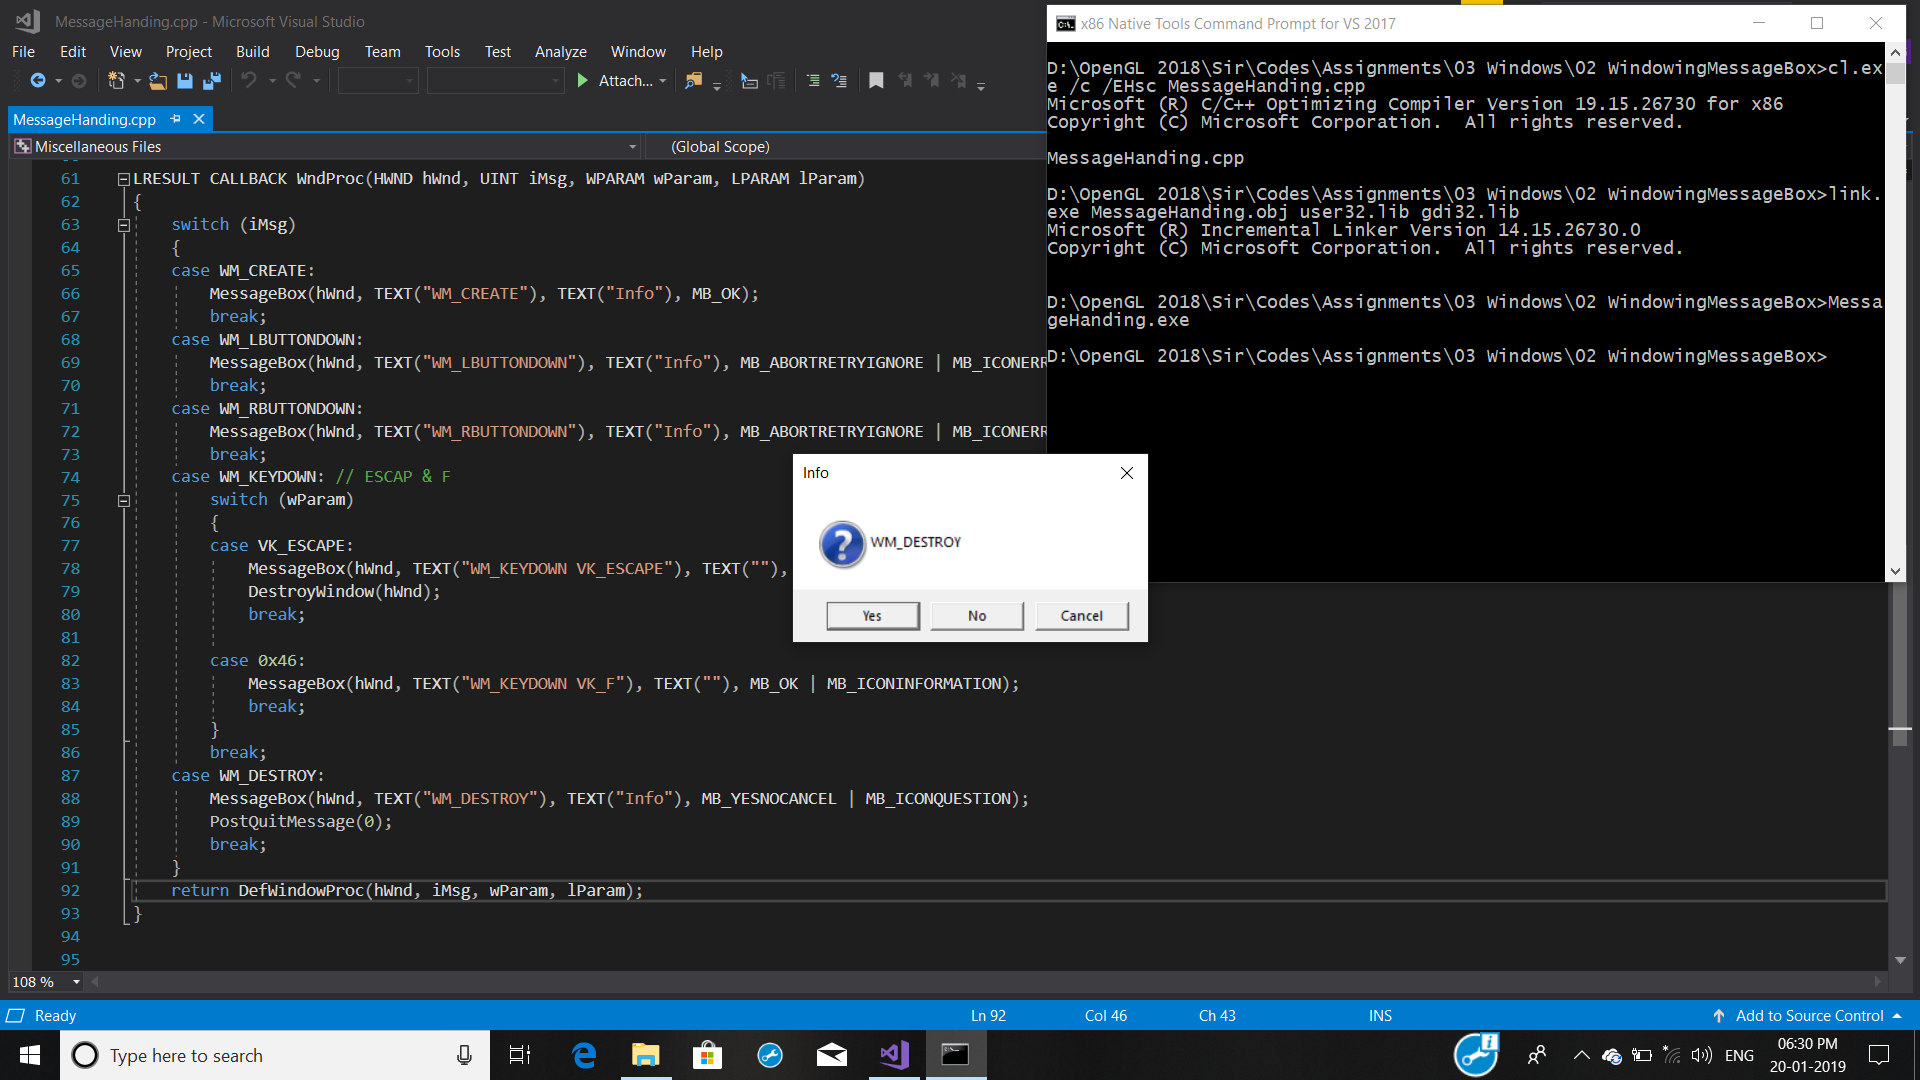 MessageHanding.cpp - Microsoft Visual Studio
File Edit View Project Build Debug Team Tools Test Analyze Window Help
Attach...
MessageHanding.cpp
Miscellaneous Files
(Global Scope)
61 LRESULT CALLBACK WndProc(HWND hWnd, UINT iMsg, WPARAM wParam, LPARAM lParam)
62 {
63 switch (iMsg)
64 {
65 case WM_CREATE:
66 MessageBox(hWnd, TEXT("WM_CREATE"), TEXT("Info"), MB_OK);
67 break;
68 case WM_LBUTTONDOWN:
69 MessageBox(hWnd, TEXT("WM_LBUTTONDOWN"), TEXT("Info"), MB_ABORTRETRYIGNORE | MB_ICONERR
70 break;
71 case WM_RBUTTONDOWN:
72 MessageBox(hWnd, TEXT("WM_RBUTTONDOWN"), TEXT("Info"), MB_ABORTRETRYIGNORE | MB_ICONERR
73 break;
74 case WM_KEYDOWN: // ESCAP & F
75 switch (wParam)
76 {
77 case VK_ESCAPE:
78 MessageBox(hWnd, TEXT("WM_KEYDOWN VK_ESCAPE"), TEXT(""),
79 DestroyWindow(hWnd);
80 break;
81
82 case 0x46:
83 MessageBox(hWnd, TEXT("WM_KEYDOWN VK_F"), TEXT(""), MB_OK | MB_ICONINFORMATION);
84 break;
85 }
86 break;
87 case WM_DESTROY:
88 MessageBox(hWnd, TEXT("WM_DESTROY"), TEXT("Info"), MB_YESNOCANCEL | MB_ICONQUESTION);
89 PostQuitMessage(0);
90 break;
91 }
92 return DefWindowProc(hWnd, iMsg, wParam, lParam);
93 }
94
95
108 %
x86 Native Tools Command Prompt for VS 2017
D:\OpenGL 2018\Sir\Codes\Assignments\03 Windows\02 WindowingMessageBox>cl.ex
e /c /EHsc MessageHanding.cpp
Microsoft (R) C/C++ Optimizing Compiler Version 19.15.26730 for x86
Copyright (C) Microsoft Corporation.  All rights reserved.
MessageHanding.cpp
D:\OpenGL 2018\Sir\Codes\Assignments\03 Windows\02 WindowingMessageBox>link.
exe MessageHanding.obj user32.lib gdi32.lib
Microsoft (R) Incremental Linker Version 14.15.26730.0
Copyright (C) Microsoft Corporation.  All rights reserved.
D:\OpenGL 2018\Sir\Codes\Assignments\03 Windows\02 WindowingMessageBox>Messa
geHanding.exe
D:\OpenGL 2018\Sir\Codes\Assignments\03 Windows\02 WindowingMessageBox>
Info
WM_DESTROY
Yes No Cancel
Ready Ln 92 Col 46 Ch 43 INS Add to Source Control
Type here to search
ENG
06:30 PM
20-01-2019